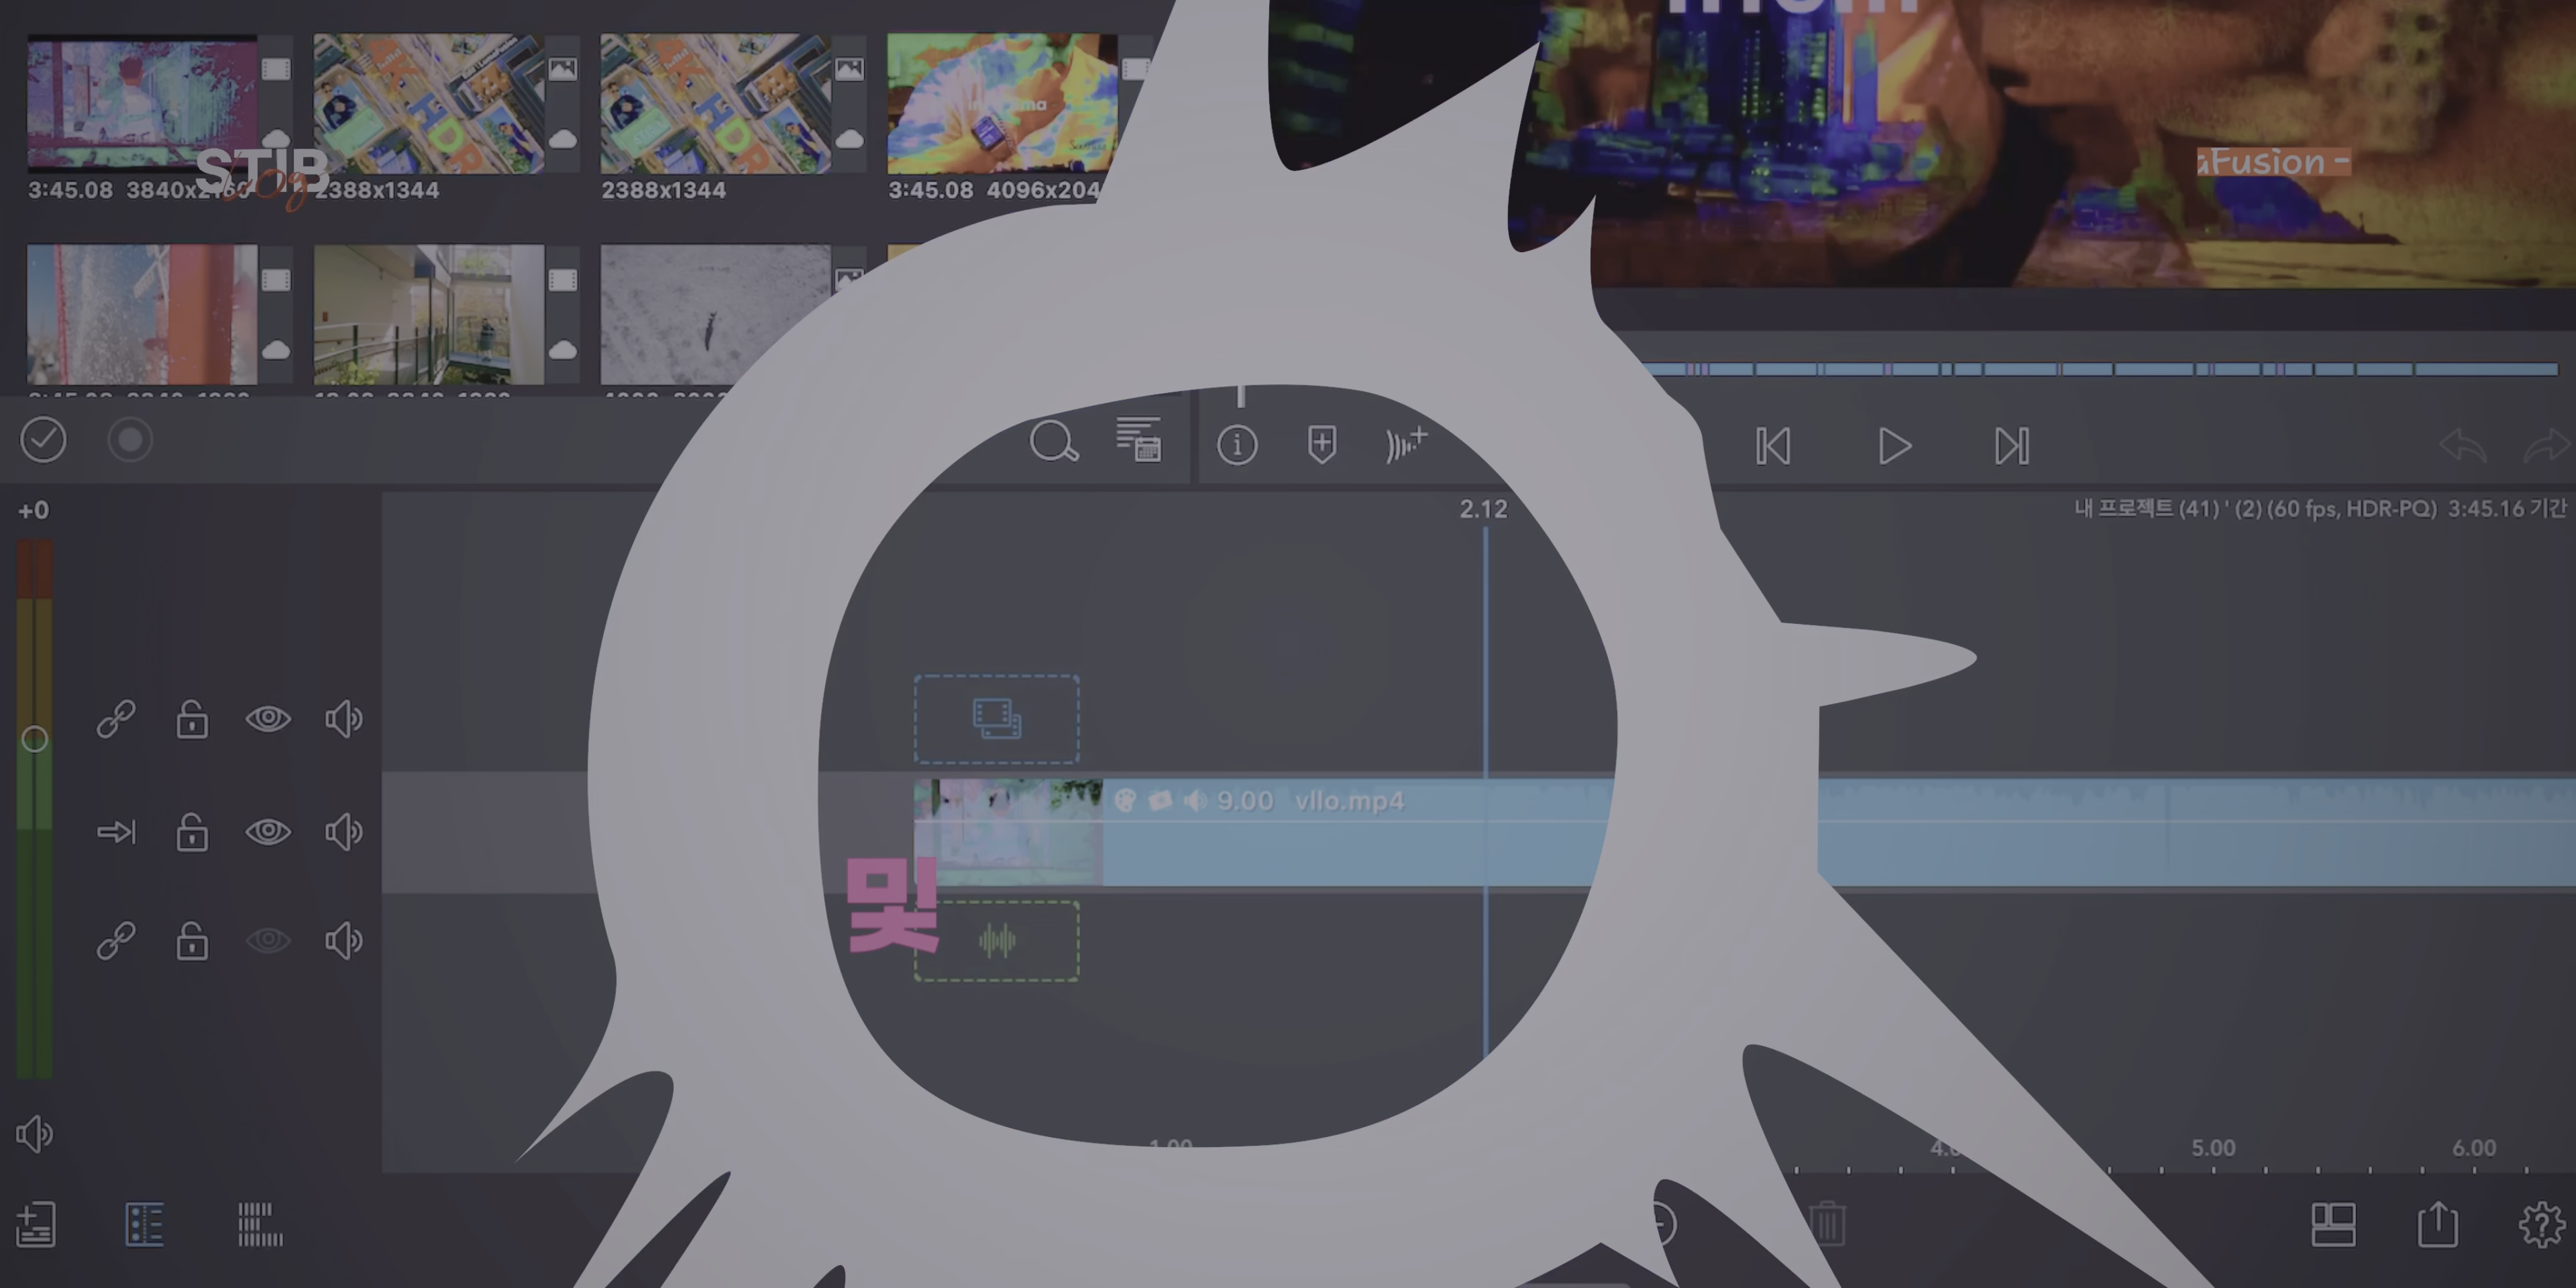 STIB
log
aFusion -
3:45.08 3840x2160
2388x1344
2388x1344
3:45.08 4096x204
+0
2.12
내 프로젝트 (41) ' (2) (60 fps, HDR-PQ) 3:45.16 기간
9.00 vllo.mp4
및
1.00
5.00
6.00